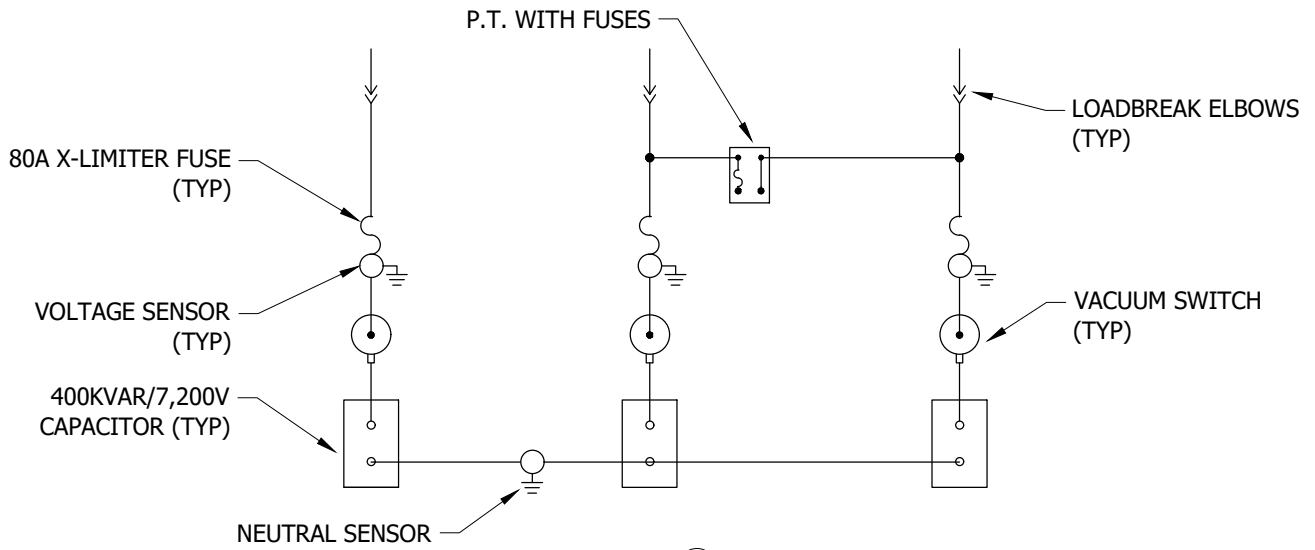 P.T. WITH FUSES
LOADBREAK ELBOWS
(TYP)
80A X-LIMITER FUSE
(TYP)
VOLTAGE SENSOR
(TYP)
VACUUM SWITCH
(TYP)
400KVAR/7,200V
CAPACITOR (TYP)
NEUTRAL SENSOR